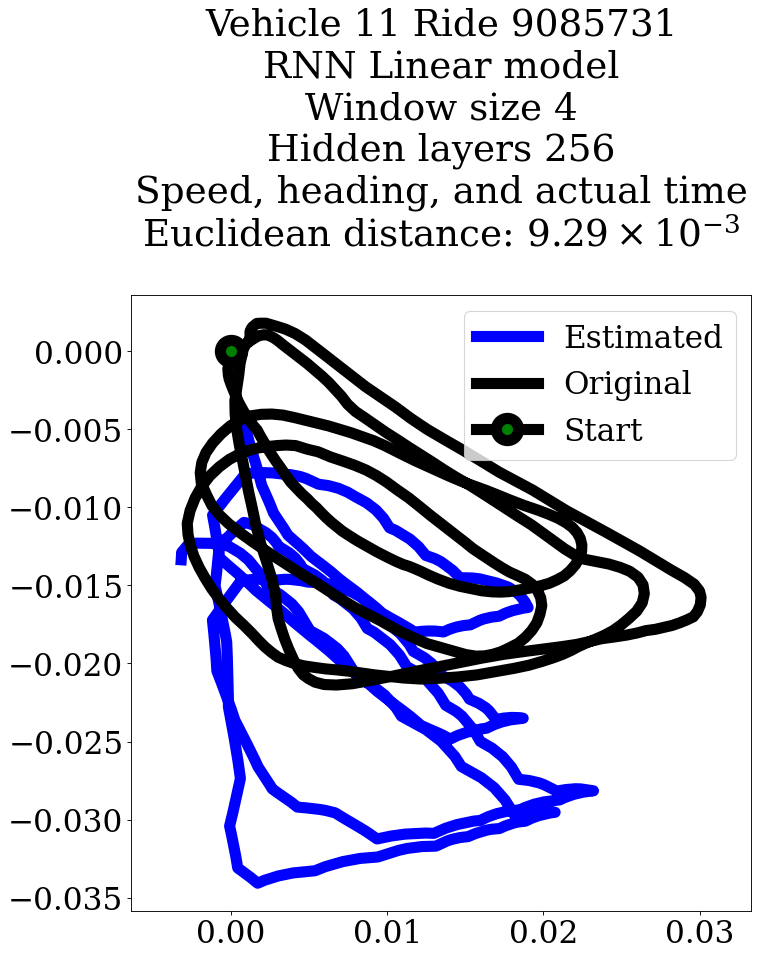 Vehicle 11 Ride 9085731
RNN Linear model
Window size 4
Hidden layers 256
Speed, heading, and actual time
Euclidean distance: 9.29 × 10⁻³
Estimated
Original
Start
0.000
−0.005
−0.010
−0.015
−0.020
−0.025
−0.030
−0.035
0.00 0.01 0.02 0.03